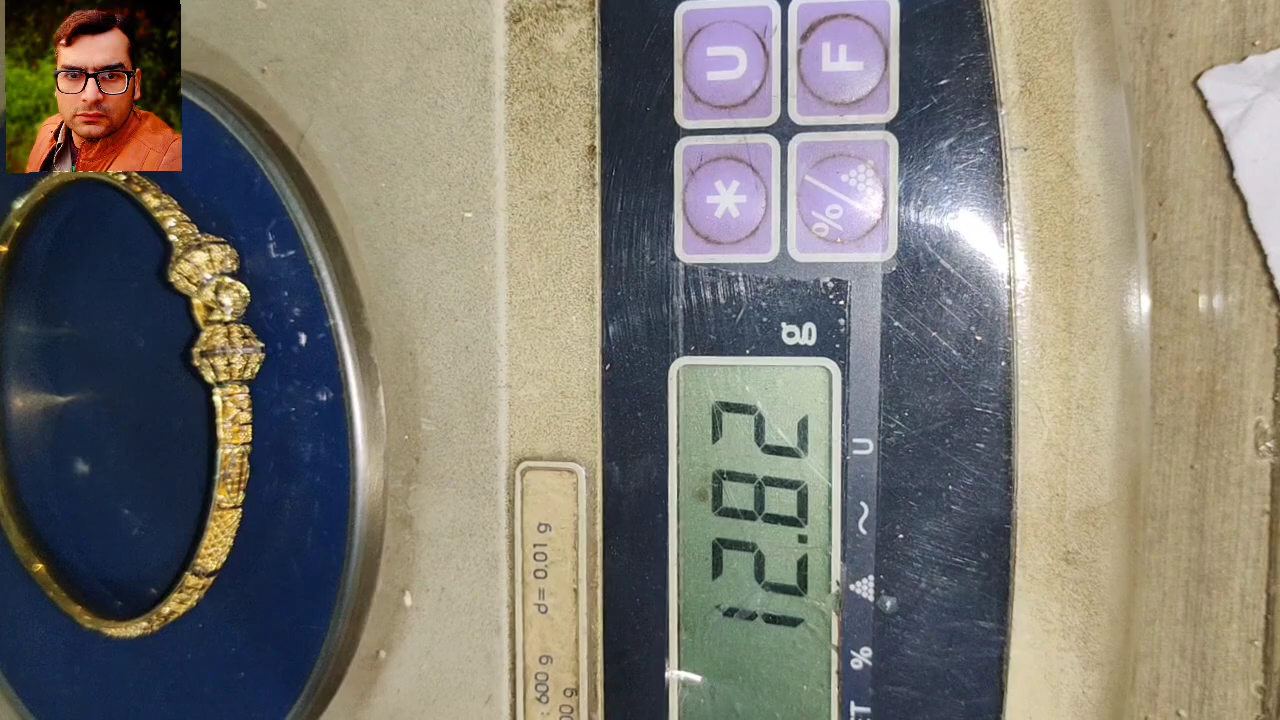 U F
* %/
g
12.82
U
~
%
d= 0,01 g
: 600 g